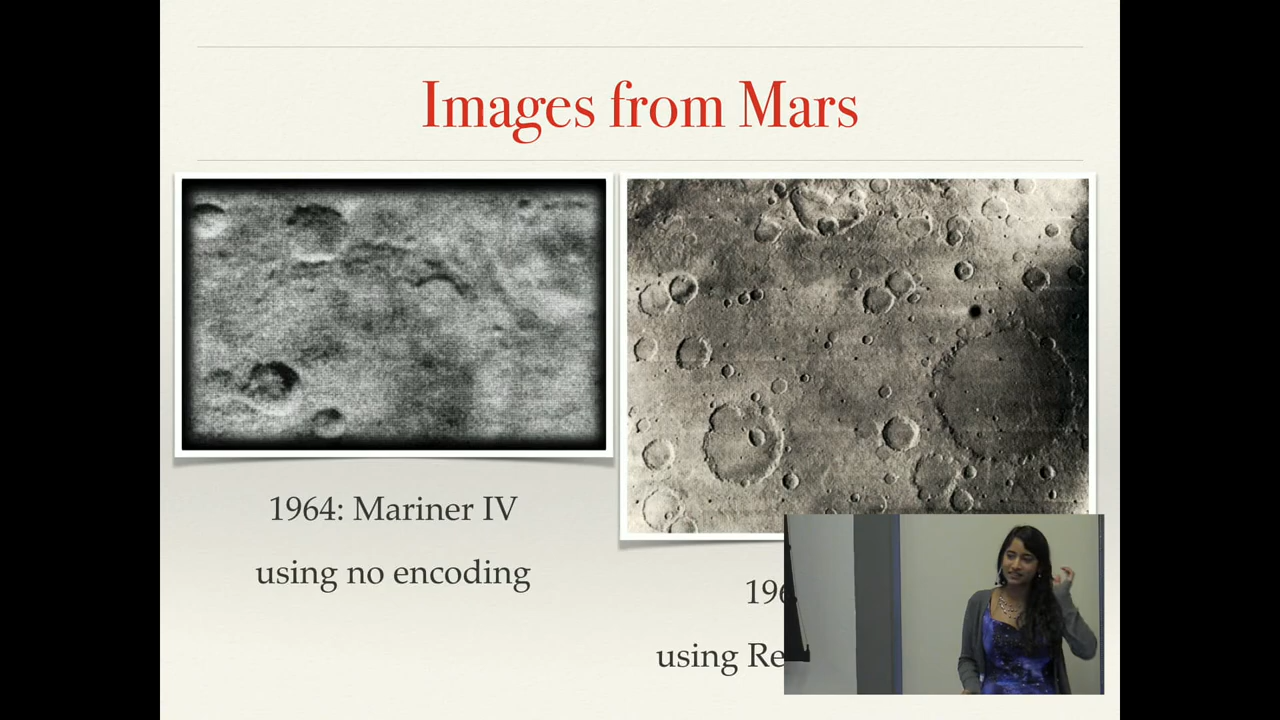 Images from Mars
1964: Mariner IV
using no encoding
196
using Re